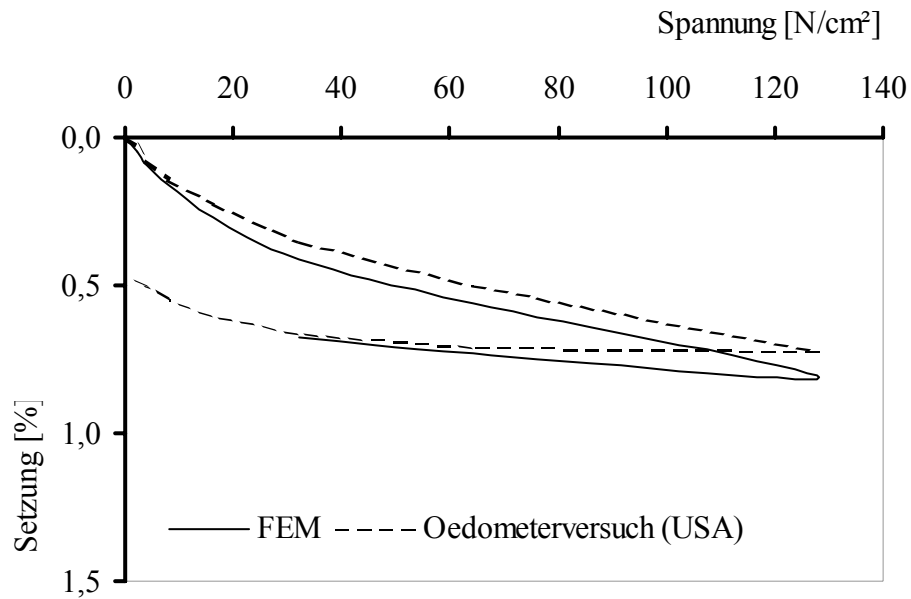 Spannung [N/cm²]
0 20 40 60 80 100 120 140
0,0
0,5
1,0
1,5
Setzung [%]
FEM Oedometerversuch (USA)